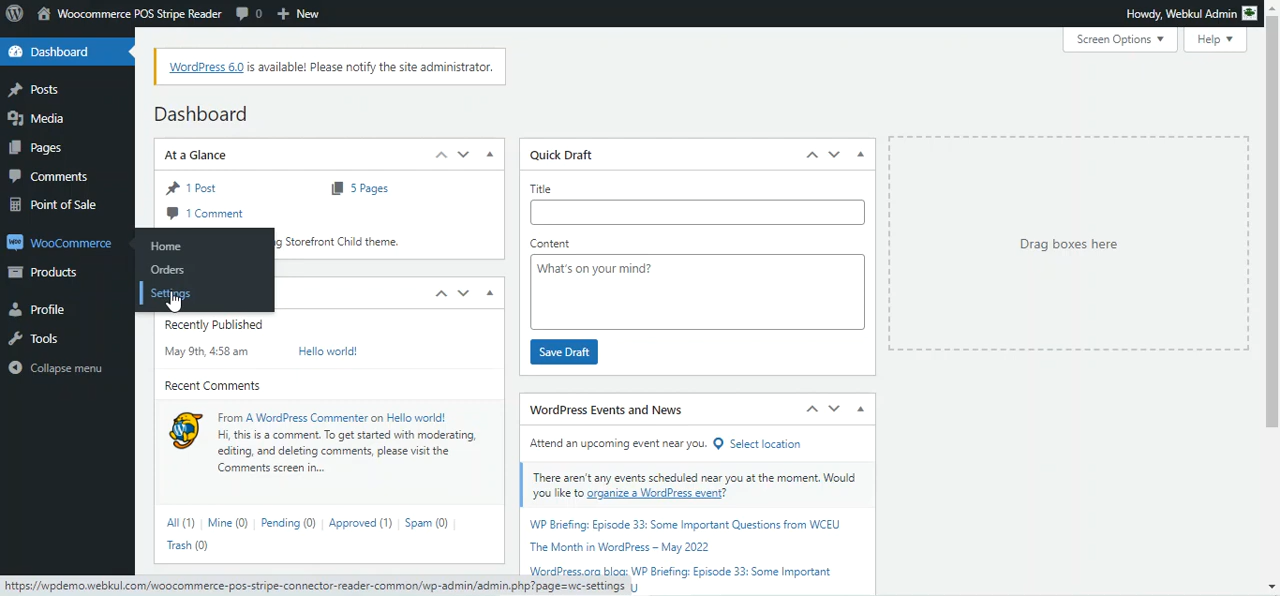 Woocommerce POS Stripe Reader 0 + New Howdy, Webkul Admin
Dashboard
Posts
Media
Pages
Comments
Point of Sale
WooCommerce
Products
Profile
Tools
Collapse menu
Home
Orders
Settings
Screen Options ▼ Help ▼
WordPress 6.0 is available! Please notify the site administrator.
Dashboard
At a Glance
1 Post 5 Pages
1 Comment
g Storefront Child theme.
Recently Published
May 9th, 4:58 am Hello world!
Recent Comments
From A WordPress Commenter on Hello world!
Hi, this is a comment. To get started with moderating,
editing, and deleting comments, please visit the
Comments screen in...
All (1) | Mine (0) | Pending (0) | Approved (1) | Spam (0) |
Trash (0)
Quick Draft
Title
Content
What's on your mind?
Save Draft
WordPress Events and News
Attend an upcoming event near you. Select location
There aren't any events scheduled near you at the moment. Would
you like to organize a WordPress event?
WP Briefing: Episode 33: Some Important Questions from WCEU
The Month in WordPress – May 2022
WordPress.org blog: WP Briefing: Episode 33: Some Important
U
Drag boxes here
https://wpdemo.webkul.com/woocommerce-pos-stripe-connector-reader-common/wp-admin/admin.php?page=wc-settings